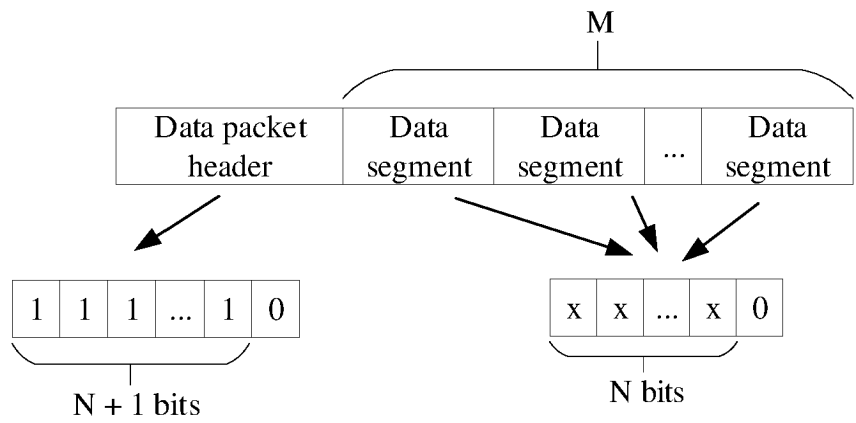 M
Data packet header
Data segment
Data segment
...
Data segment
1 1 1 ... 1 0
x x ... x 0
N + 1 bits
N bits